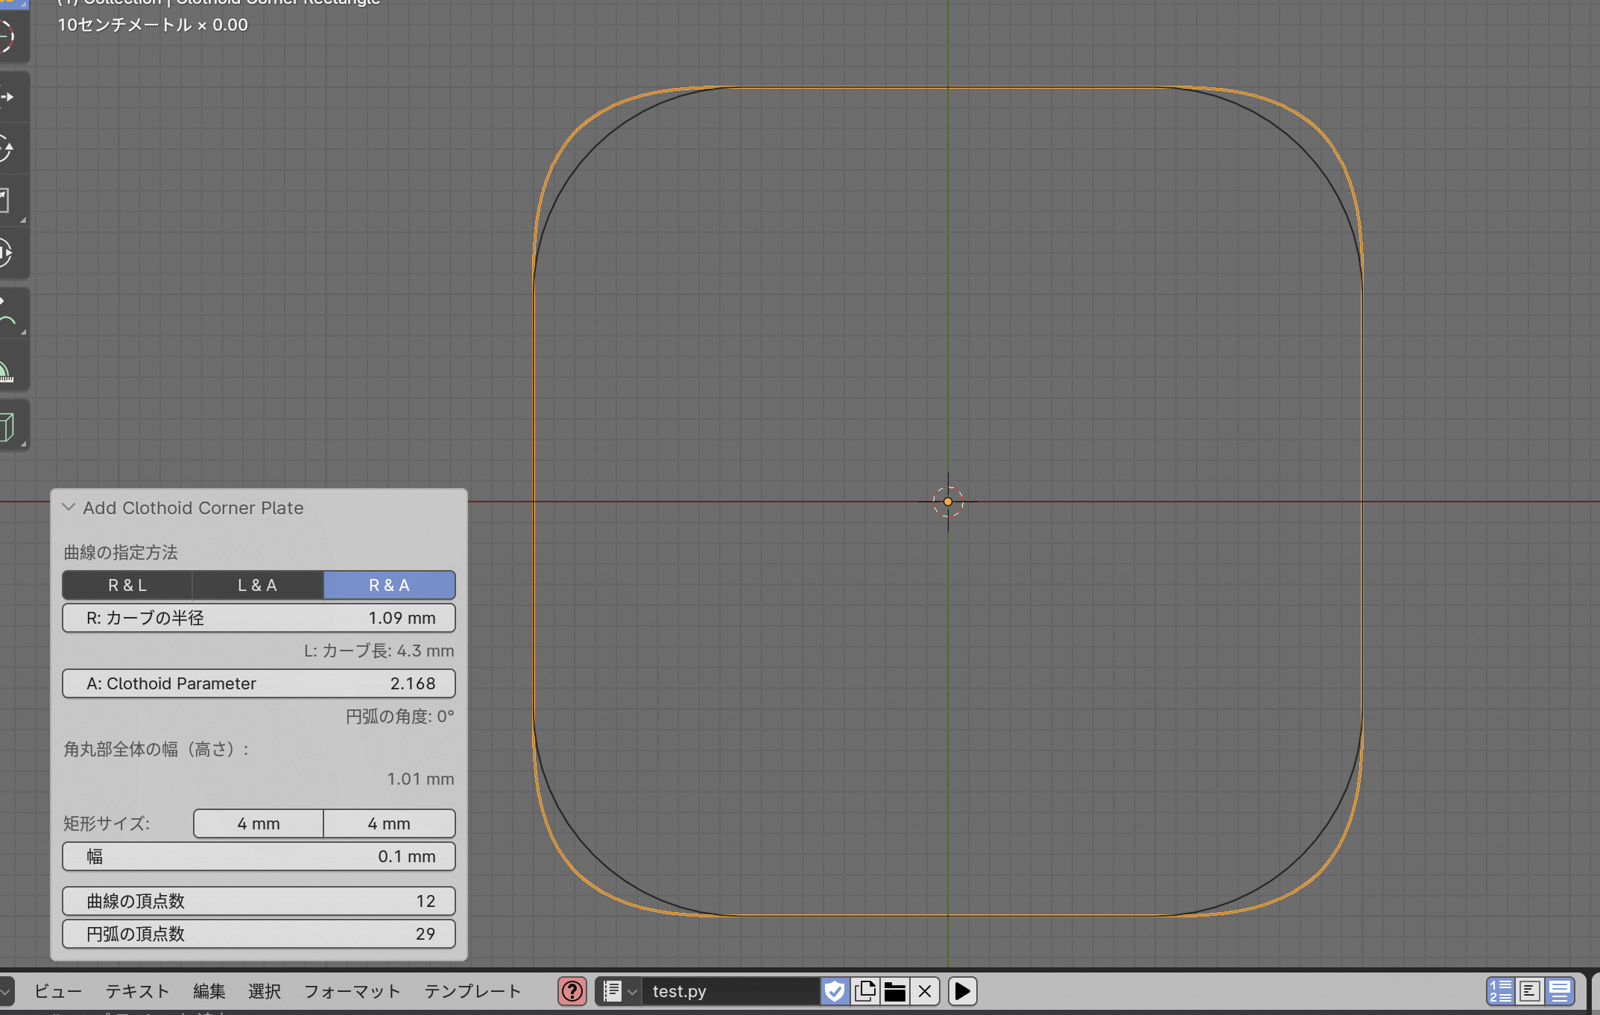 (1) Collection | Clothoid Corner Rectangle
10センチメートル × 0.00
Add Clothoid Corner Plate
曲線の指定方法
R & L
L & A
R & A
R: カーブの半径 1.09 mm
L: カーブ長: 4.3 mm
A: Clothoid Parameter 2.168
円弧の角度: 0°
角丸部全体の幅（高さ）:
1.01 mm
矩形サイズ: 4 mm 4 mm
幅 0.1 mm
曲線の頂点数 12
円弧の頂点数 29
ビュー テキスト 編集 選択 フォーマット テンプレート test.py